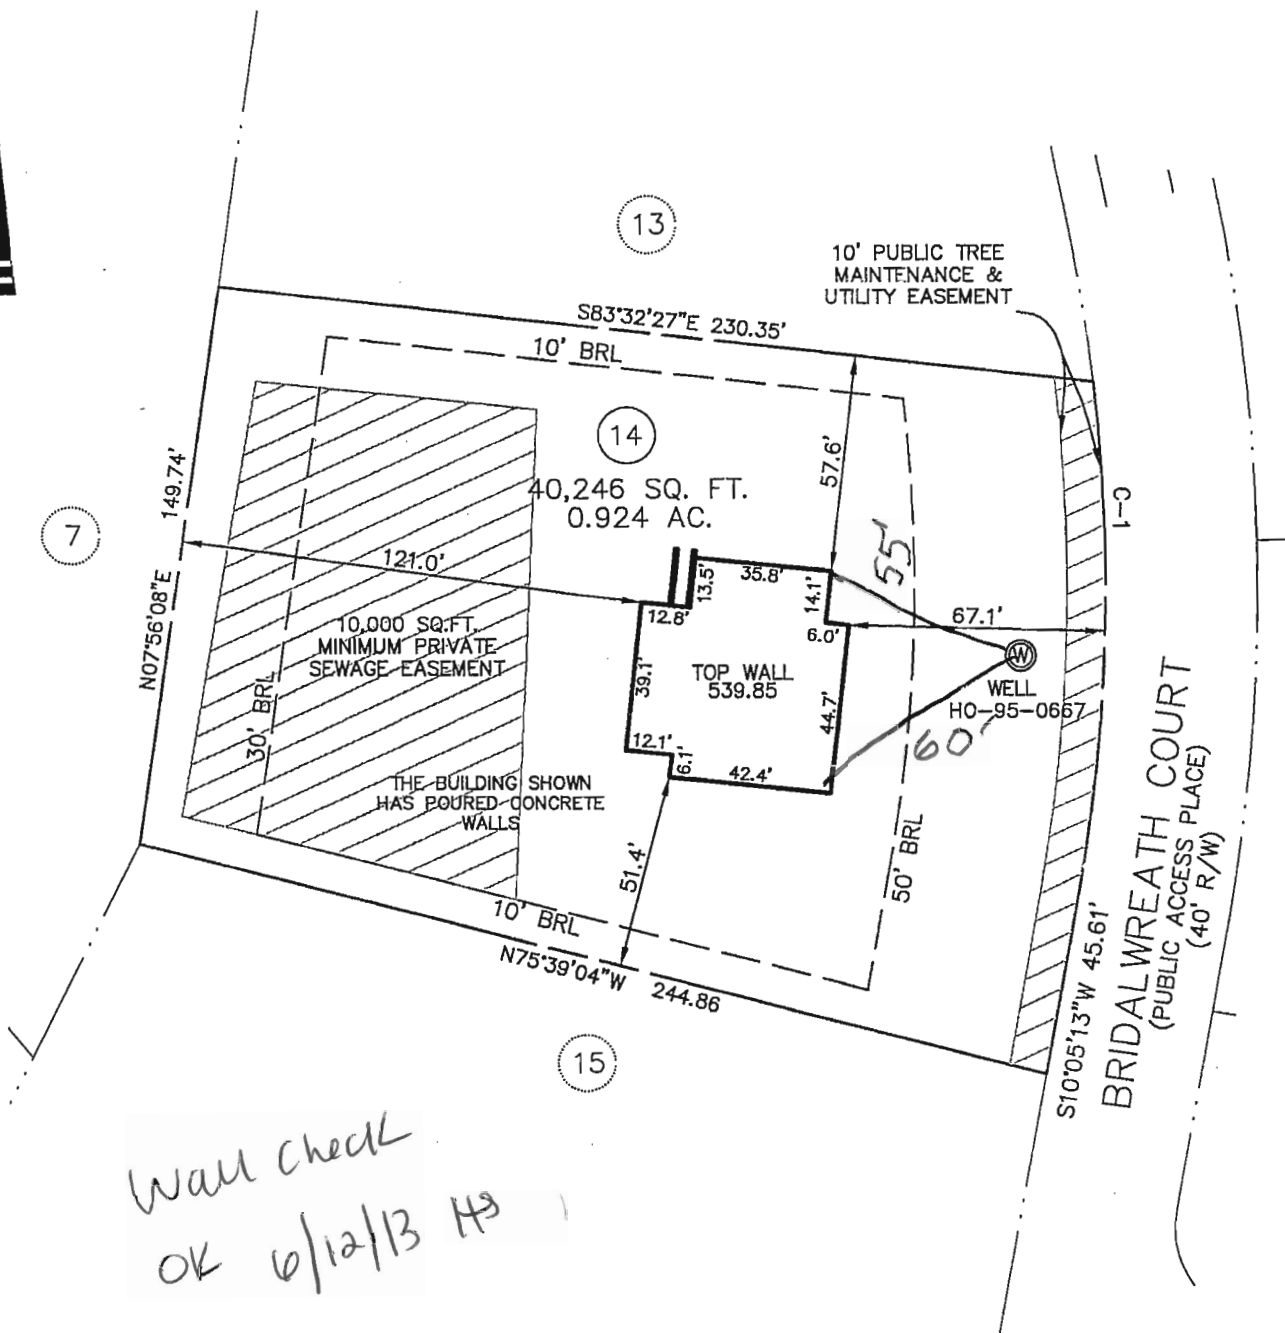 13
10' PUBLIC TREE
MAINTENANCE &
UTILITY EASEMENT
S83°32'27"E 230.35'
10' BRL
14
40,246 SQ. FT.
0.924 AC.
57.6'
C-1
149.74'
N07°56'08"E
7
121.0'
55'
35.8'
13.5'
14.1'
12.8'
6.0'
67.1'
10,000 SQ.FT.
MINIMUM PRIVATE
SEWAGE EASEMENT
30' BRL
39.1'
TOP WALL
539.85
44.7'
W
WELL
HO-95-0667
60'
12.1'
6.1'
42.4'
THE BUILDING SHOWN
HAS POURED CONCRETE
WALLS
51.4'
50' BRL
10' BRL
N75°39'04"W 244.86
S10°05'13"W 45.61'
BRIDALWREATH COURT
(PUBLIC ACCESS PLACE)
(40' R/W)
15
Wall Check
OK 6/12/13 HS